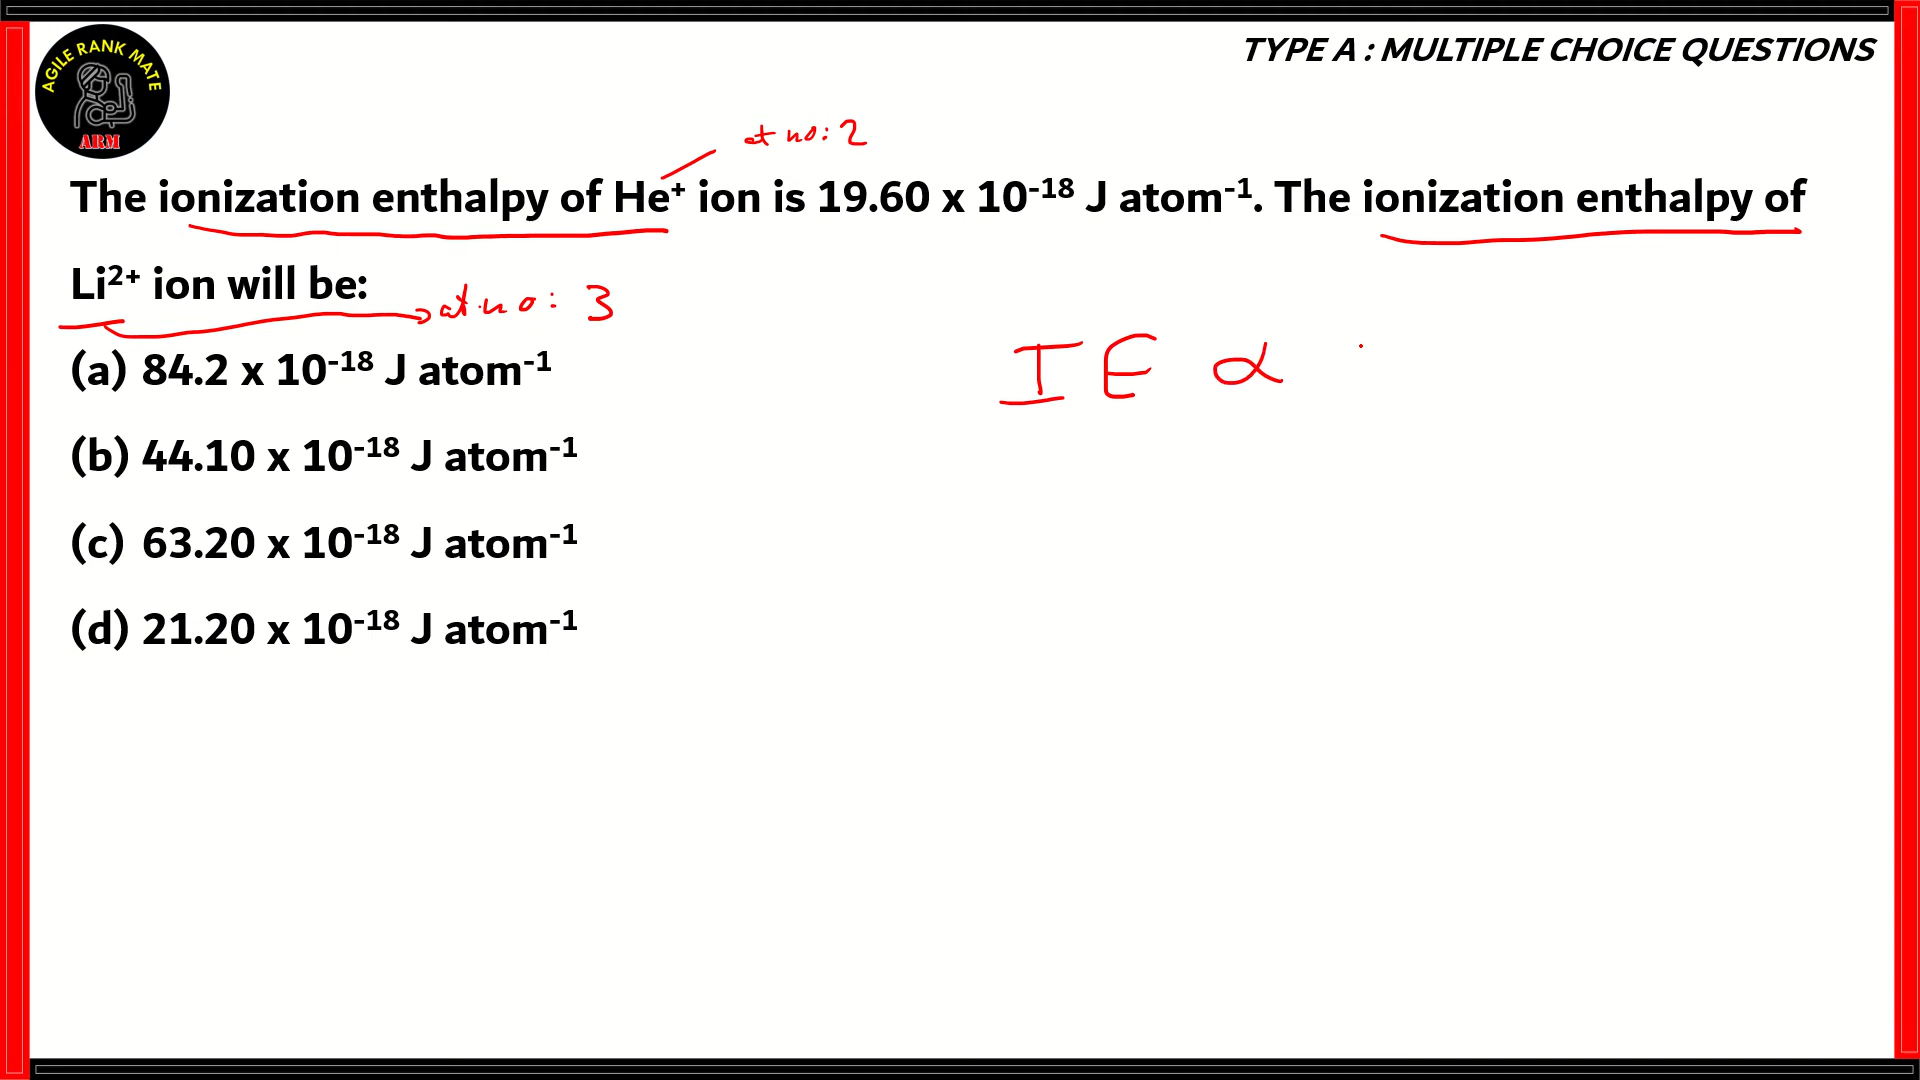 AGILE RANK MATE
ARM
TYPE A : MULTIPLE CHOICE QUESTIONS
at no: 2
The ionization enthalpy of He⁺ ion is 19.60 x 10⁻¹⁸ J atom⁻¹. The ionization enthalpy of
Li²⁺ ion will be:
at. no: 3
(a) 84.2 x 10⁻¹⁸ J atom⁻¹
I E α
(b) 44.10 x 10⁻¹⁸ J atom⁻¹
(c) 63.20 x 10⁻¹⁸ J atom⁻¹
(d) 21.20 x 10⁻¹⁸ J atom⁻¹